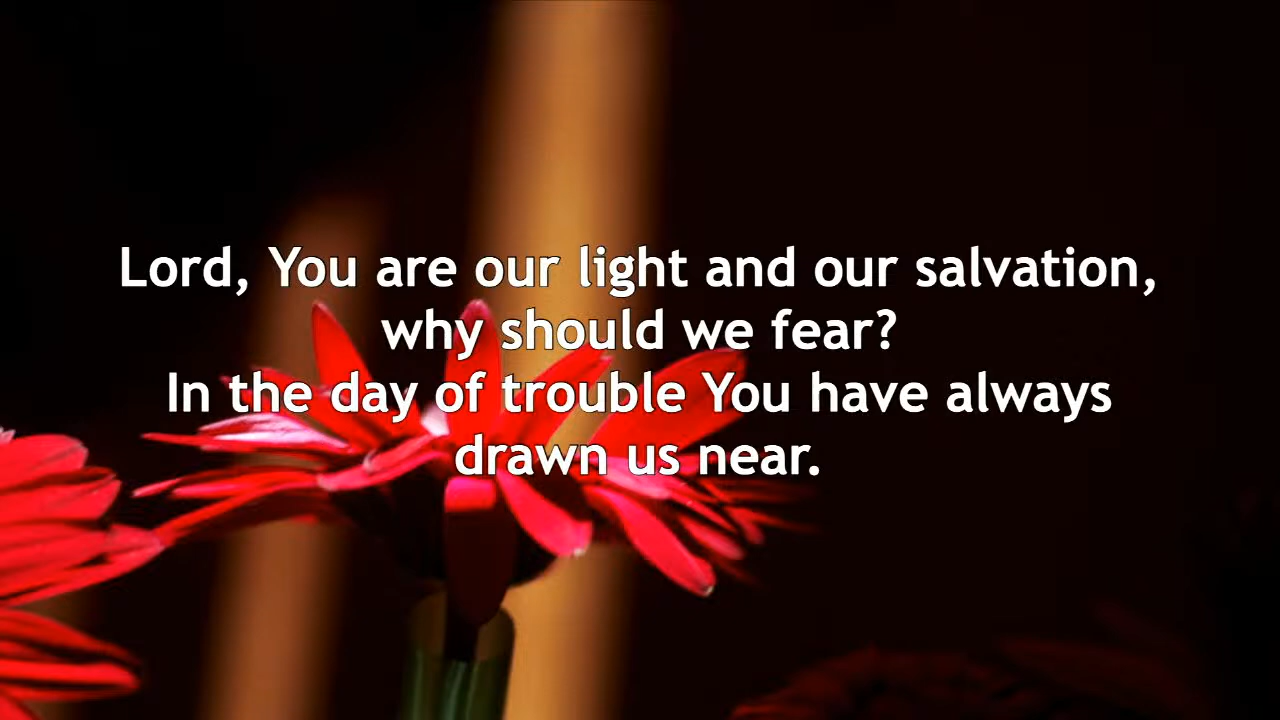 Lord, You are our light and our salvation,
why should we fear?
In the day of trouble You have always
drawn us near.